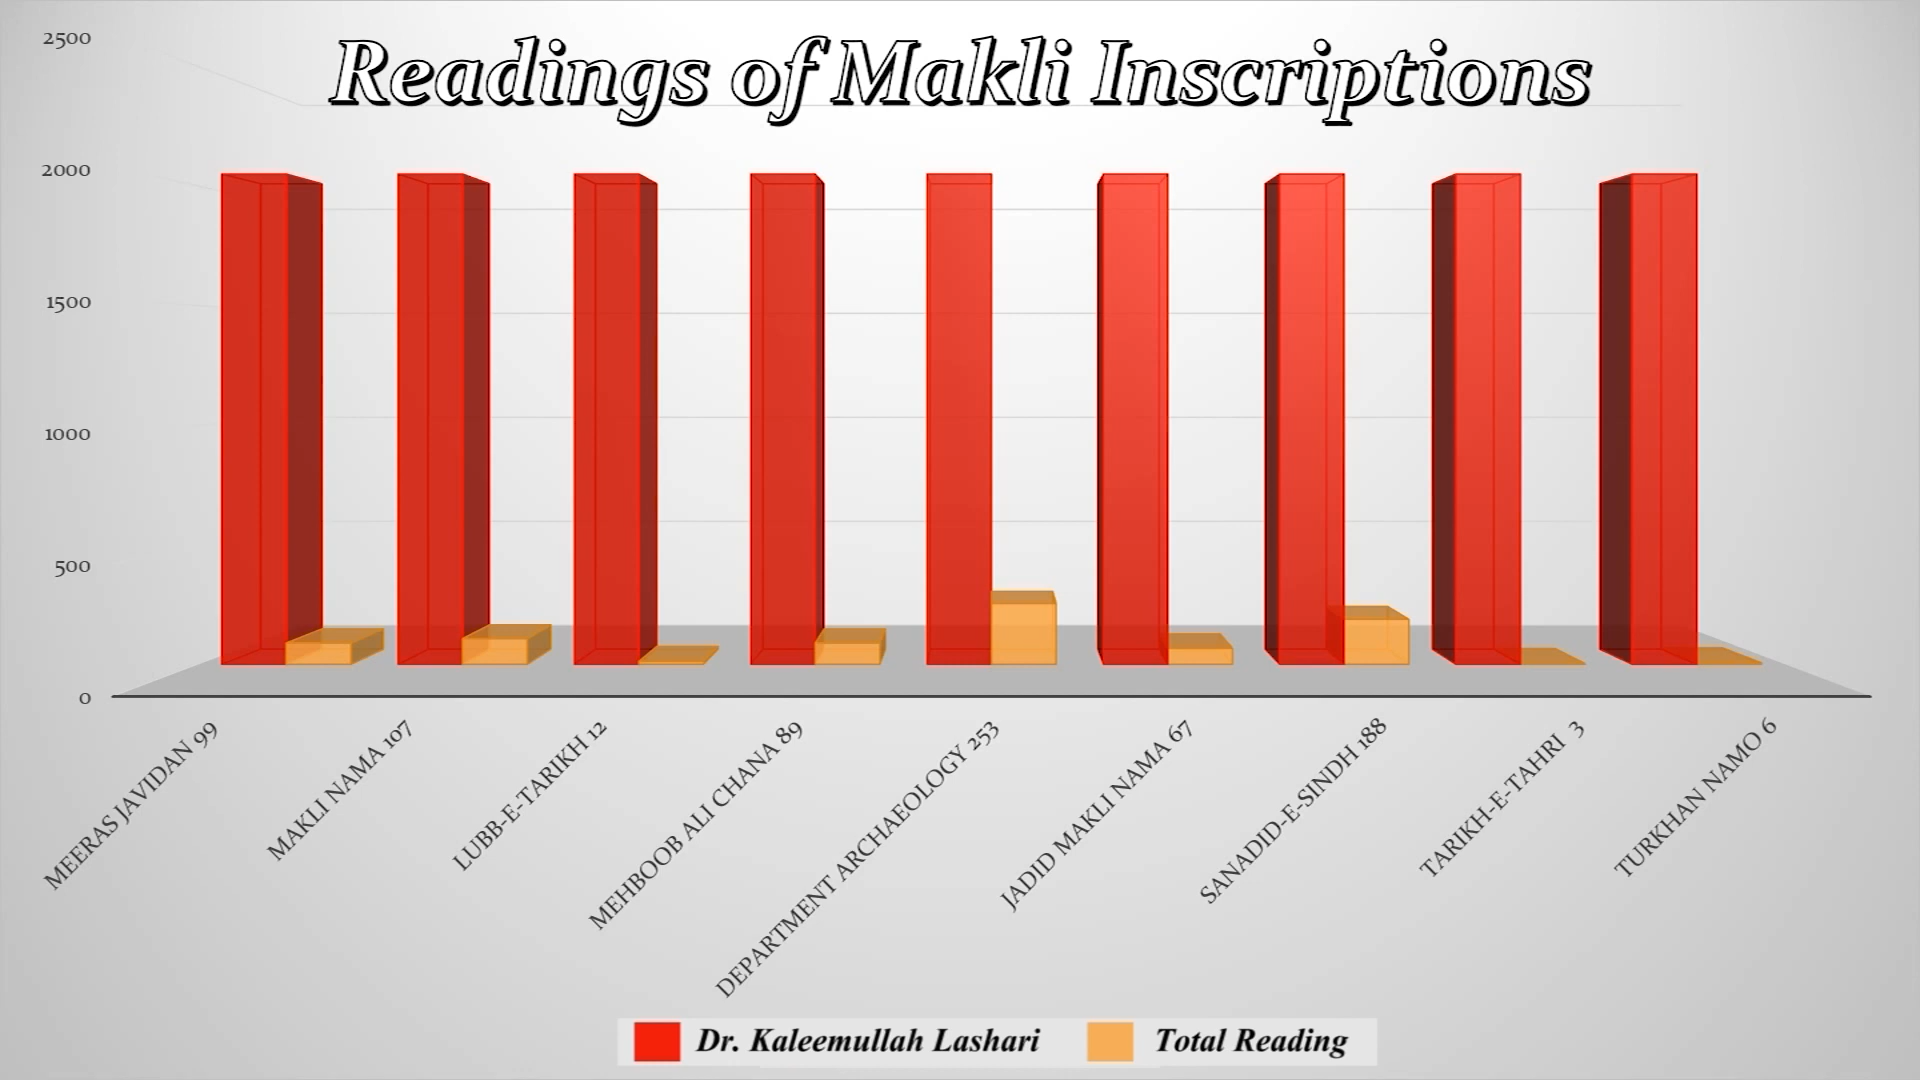 Readings of Makli Inscriptions
2500
2000
1500
1000
500
0
MEERAS JAVIDAN 99
MAKLI NAMA 107
LUBB-E-TARIKH 12
MEHBOOB ALI CHANA 89
DEPARTMENT ARCHAEOLOGY 253
JADID MAKLI NAMA 67
SANADID-E-SINDH 188
TARIKH-E-TAHRI 3
TURKHAN NAMO 6
Dr. Kaleemullah Lashari
Total Reading